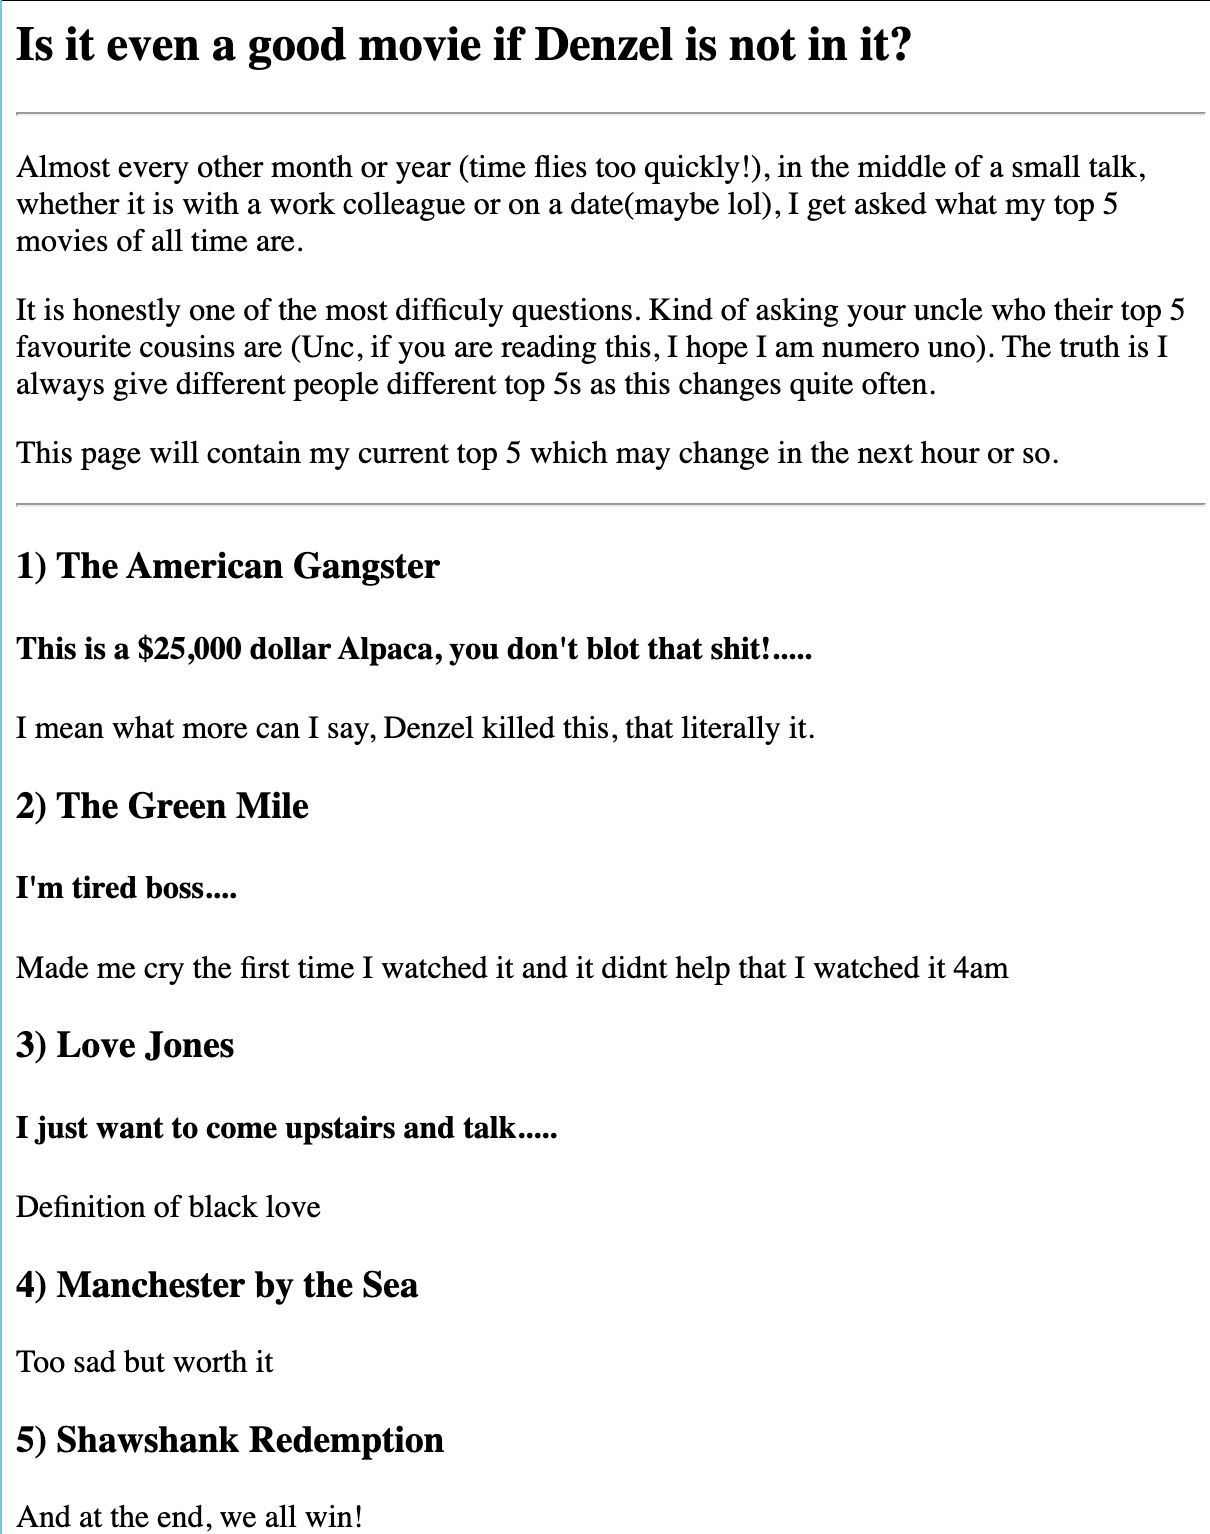 Is it even a good movie if Denzel is not in it?
Almost every other month or year (time flies too quickly!), in the middle of a small talk,
whether it is with a work colleague or on a date(maybe lol), I get asked what my top 5
movies of all time are.
It is honestly one of the most difficuly questions. Kind of asking your uncle who their top 5
favourite cousins are (Unc, if you are reading this, I hope I am numero uno). The truth is I
always give different people different top 5s as this changes quite often.
This page will contain my current top 5 which may change in the next hour or so.
1) The American Gangster
This is a $25,000 dollar Alpaca, you don't blot that shit!.....
I mean what more can I say, Denzel killed this, that literally it.
2) The Green Mile
I'm tired boss....
Made me cry the first time I watched it and it didnt help that I watched it 4am
3) Love Jones
I just want to come upstairs and talk.....
Definition of black love
4) Manchester by the Sea
Too sad but worth it
5) Shawshank Redemption
And at the end, we all win!